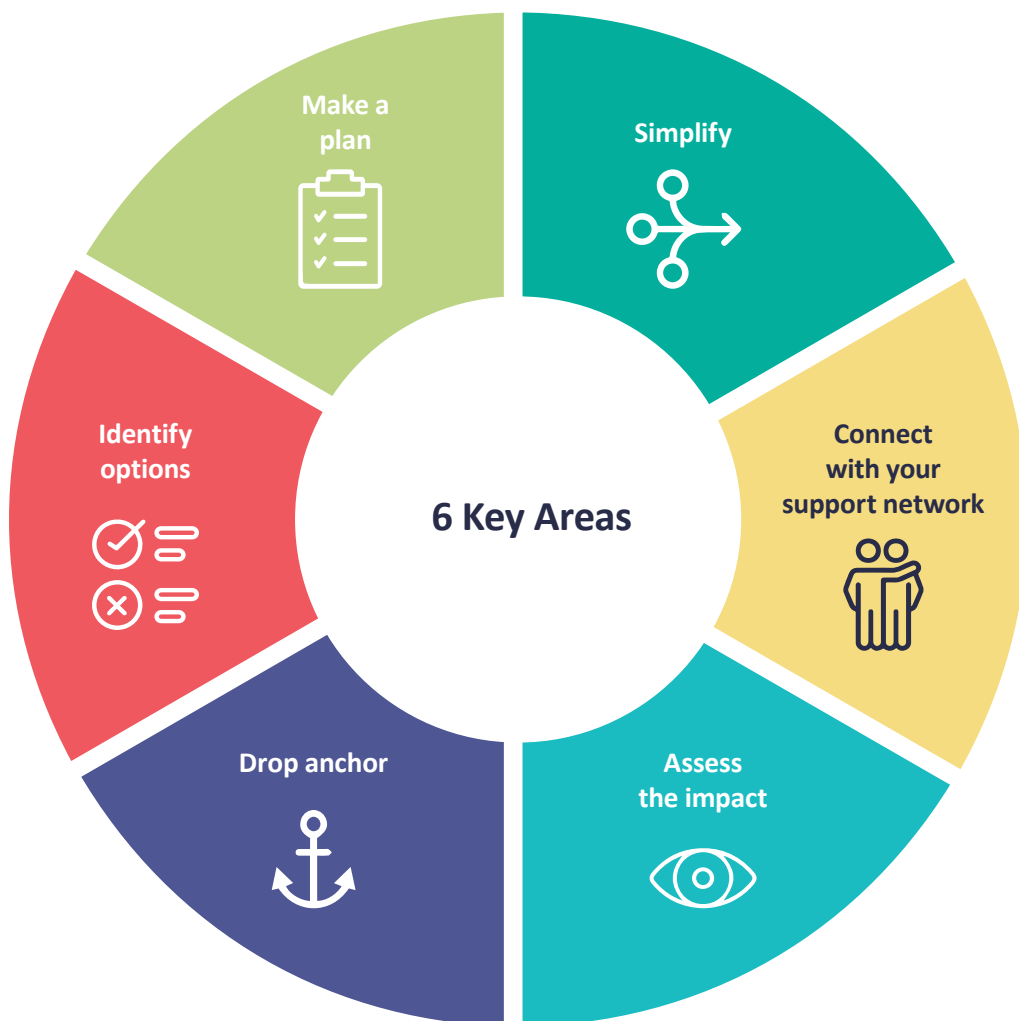 Make a
plan
Simplify
Identify
options
6 Key Areas
Connect
with your
support network
Drop anchor
Assess
the impact